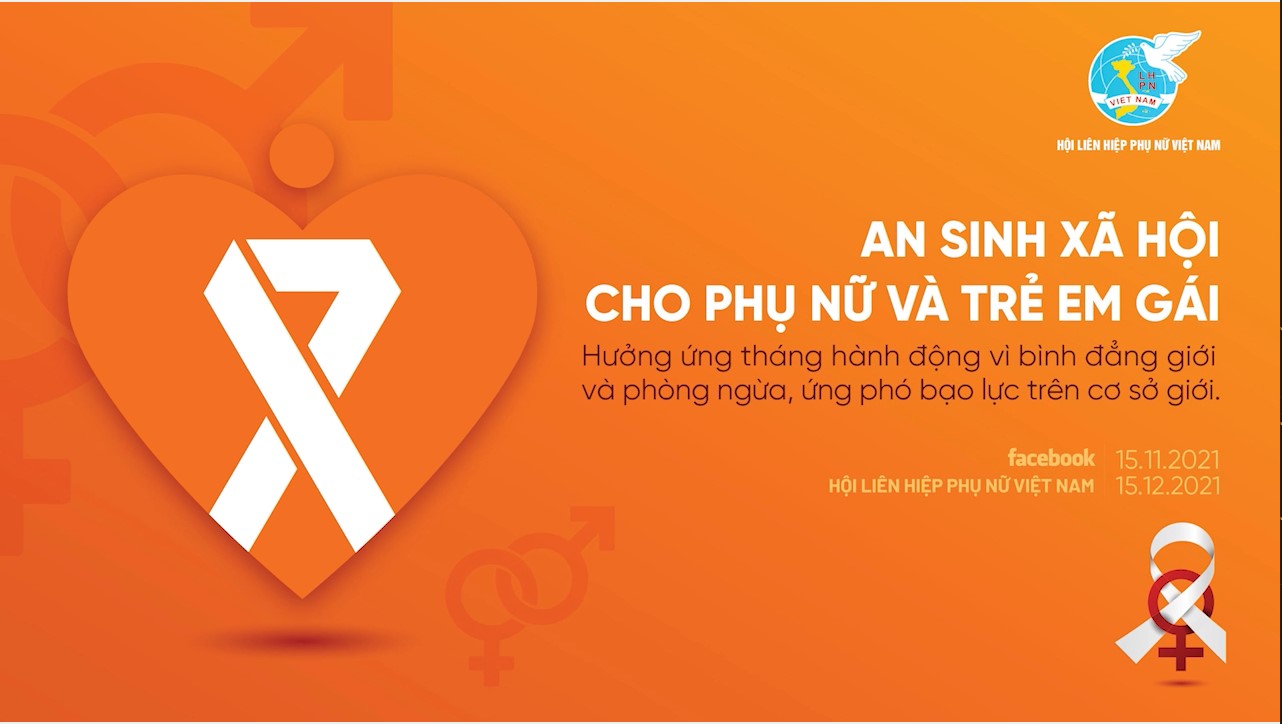 LH
PN
VIET NAM
HỘI LIÊN HIỆP PHỤ NỮ VIỆT NAM
AN SINH XÃ HỘI
CHO PHỤ NỮ VÀ TRẺ EM GÁI
Hưởng ứng tháng hành động vì bình đẳng giới
và phòng ngừa, ứng phó bạo lực trên cơ sở giới.
facebook 15.11.2021
HỘI LIÊN HIỆP PHỤ NỮ VIỆT NAM 15.12.2021